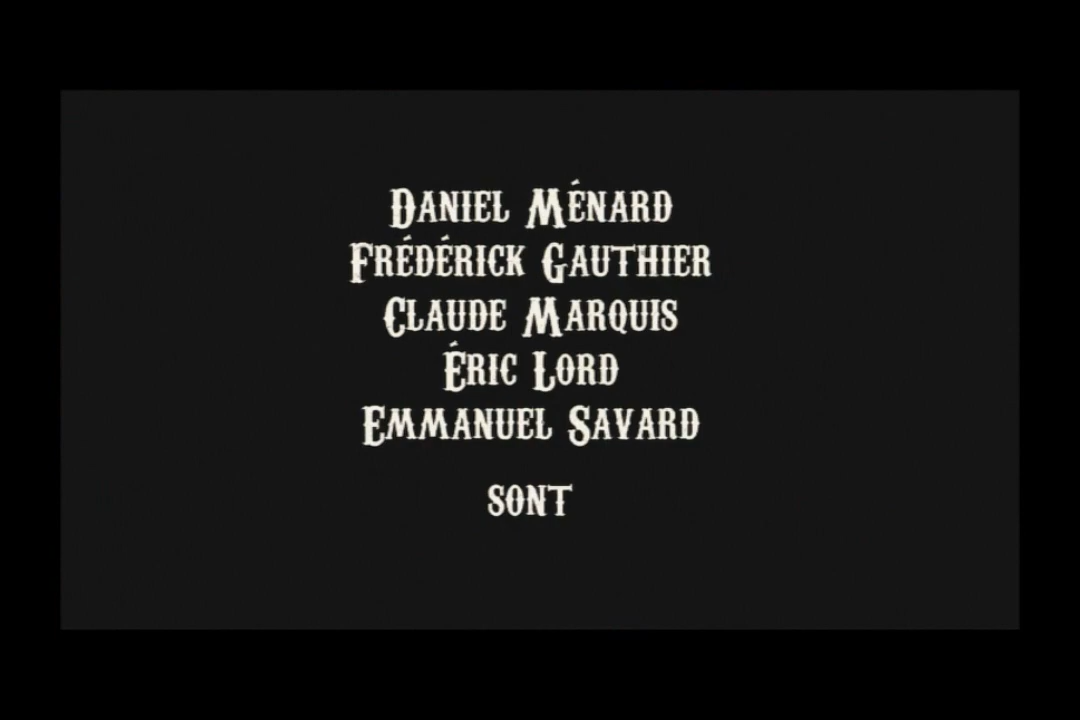 Daniel Ménard
Frédérick Gauthier
Claude Marquis
Éric Lord
Emmanuel Savard
sont